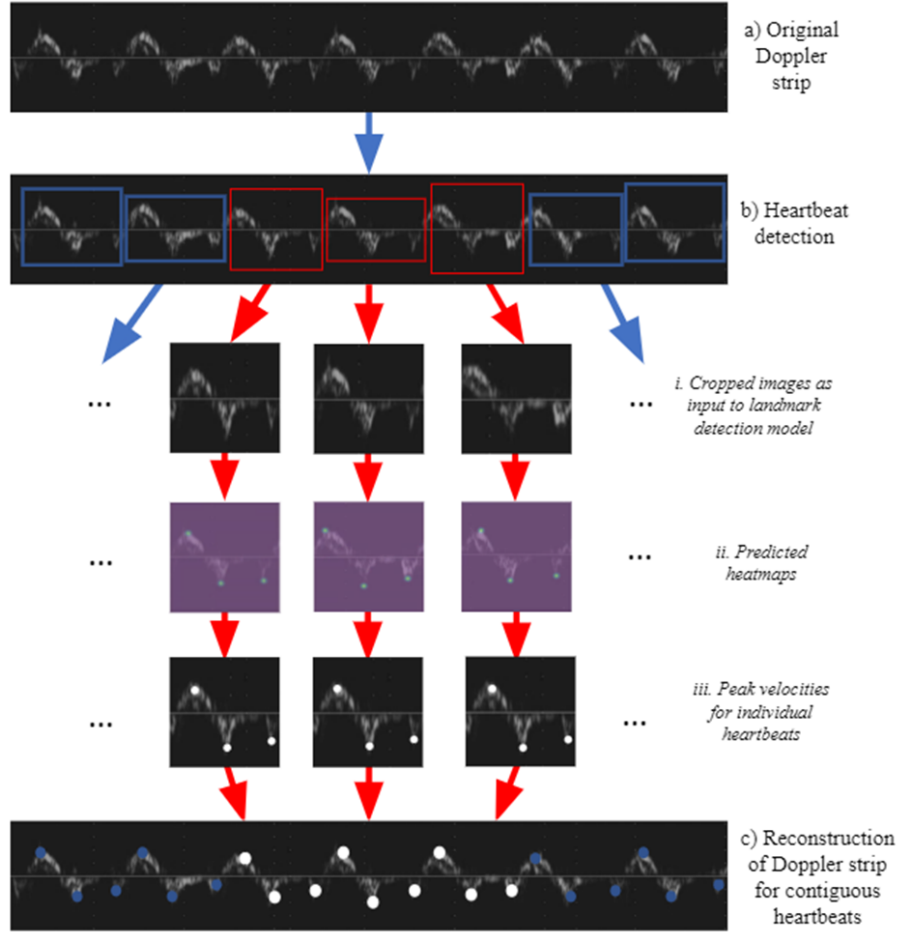 a) Original
Doppler
strip
b) Heartbeat
detection
...
...
i. Cropped images as
input to landmark
detection model
...
...
ii. Predicted
heatmaps
...
...
iii. Peak velocities
for individual
heartbeats
c) Reconstruction
of Doppler strip
for contiguous
heartbeats